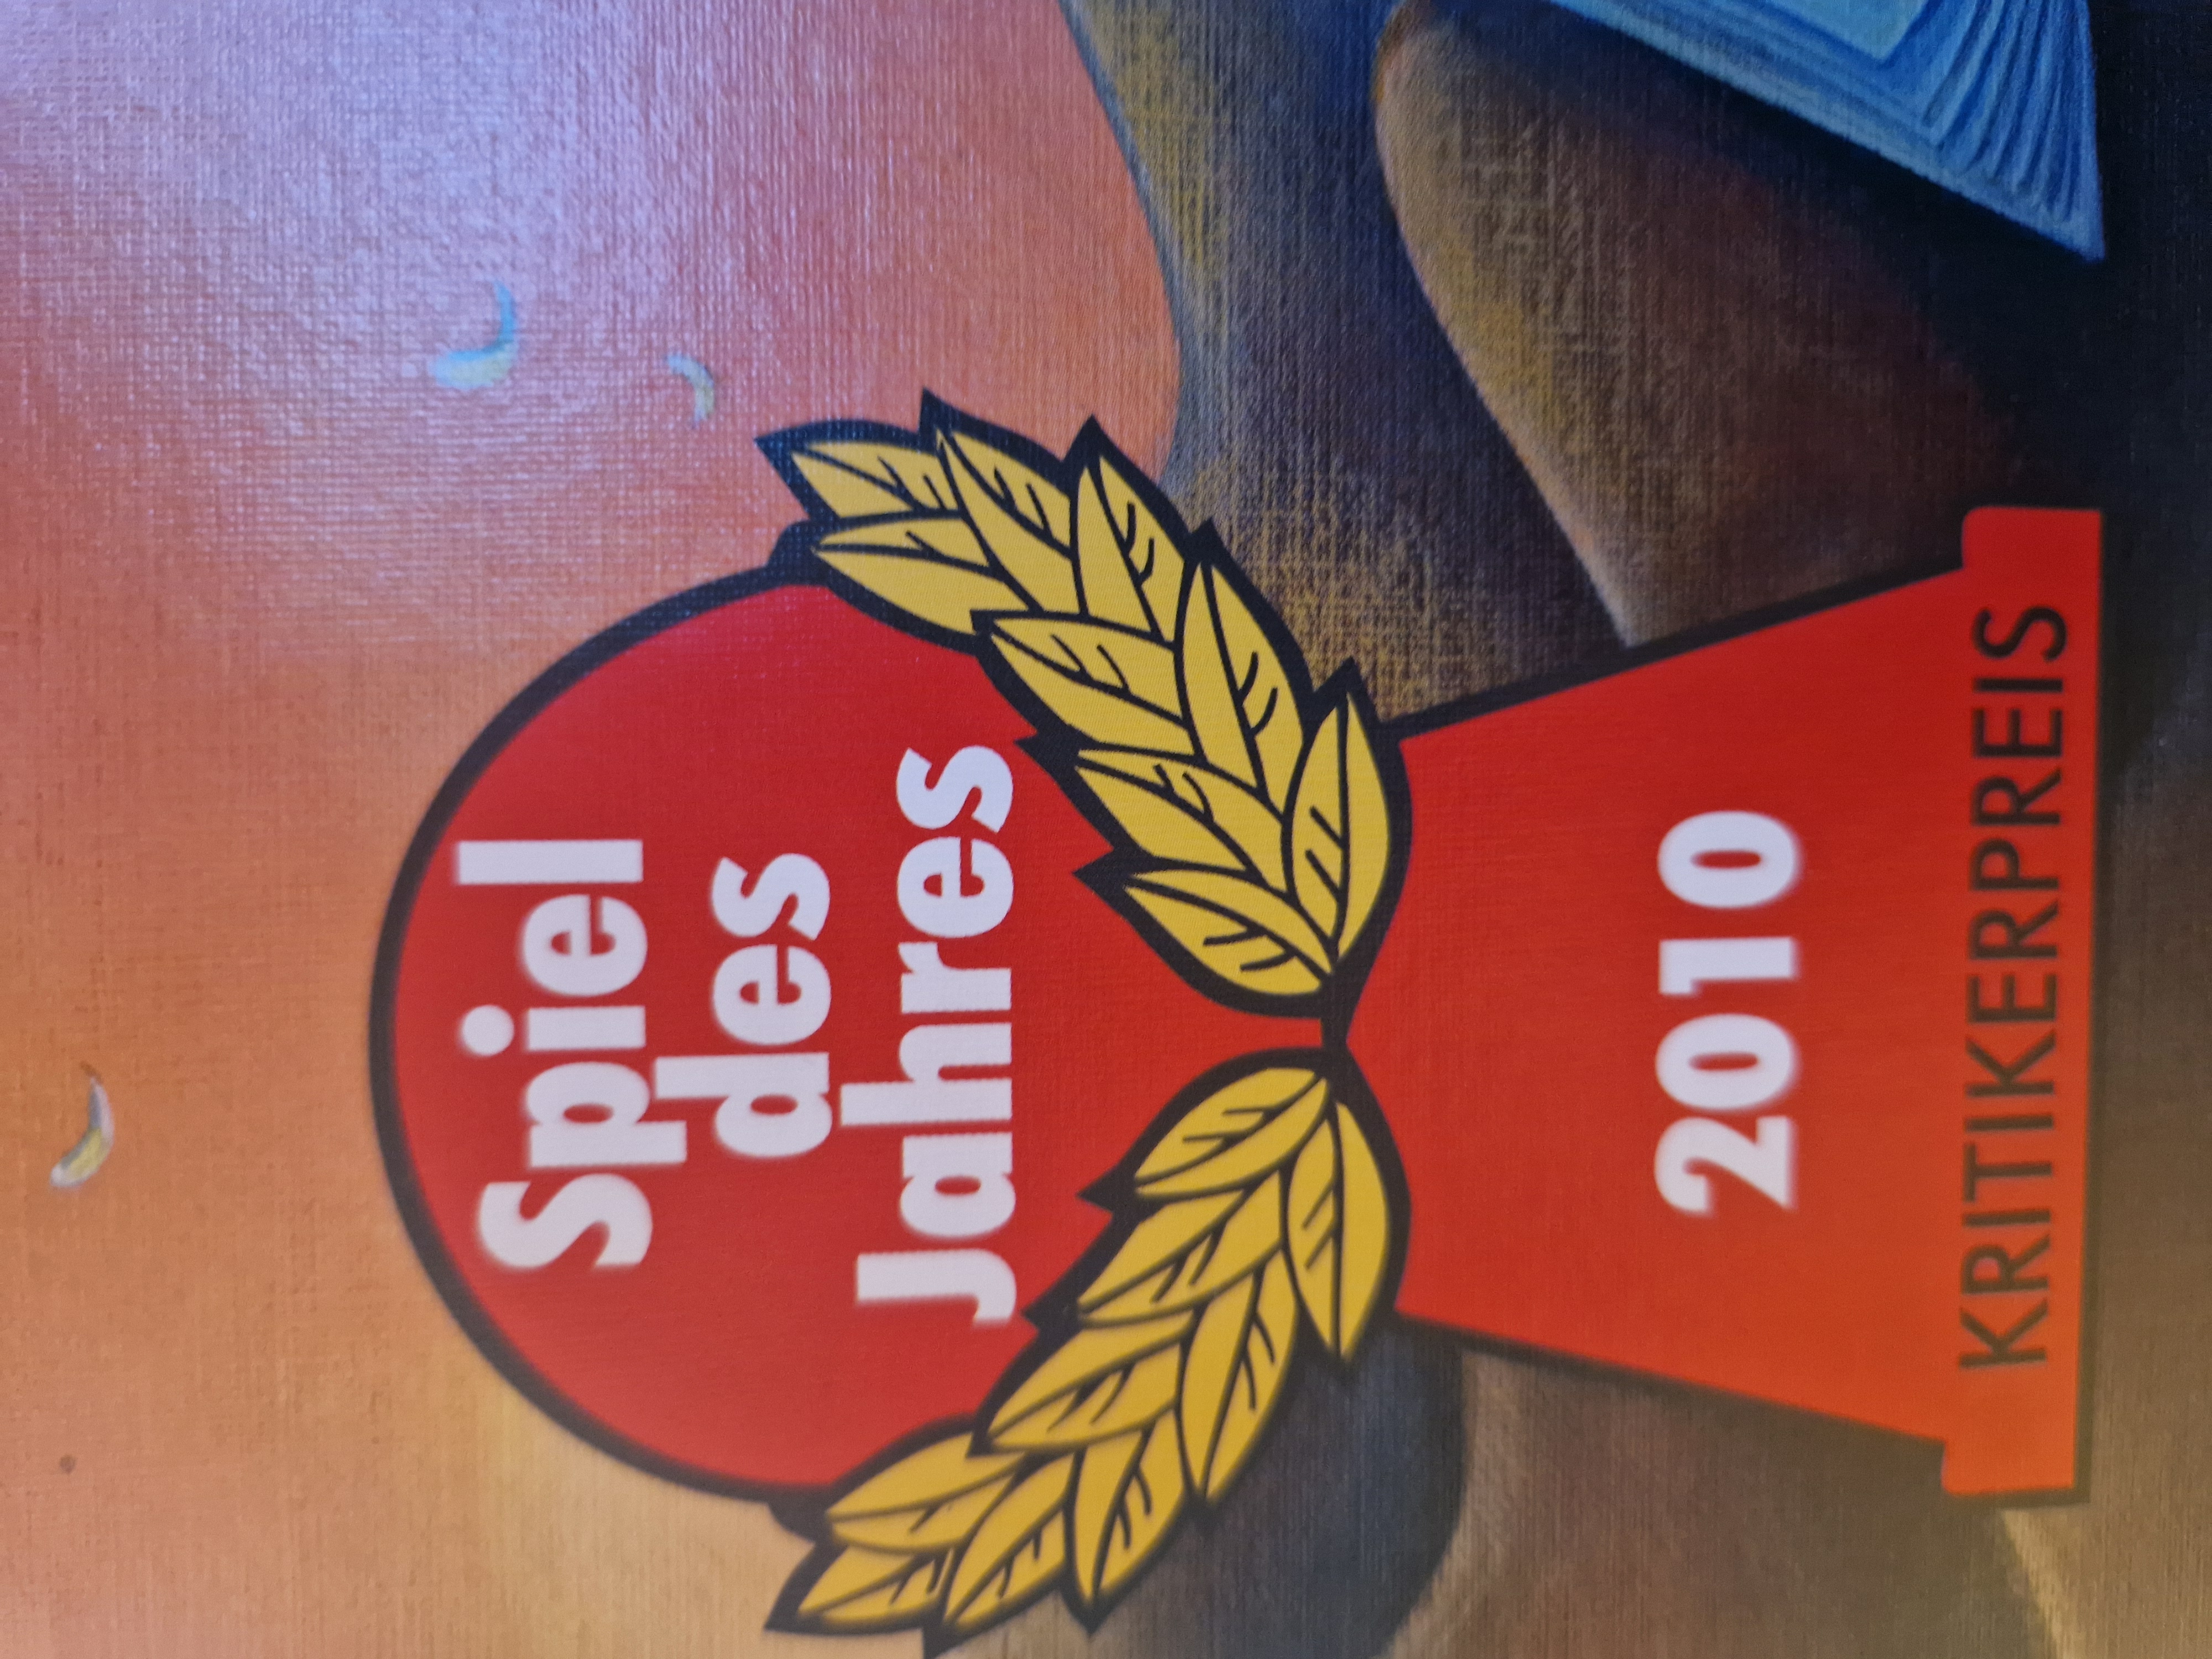 Spiel
des
Jahres
2010
KRITIKERPREIS